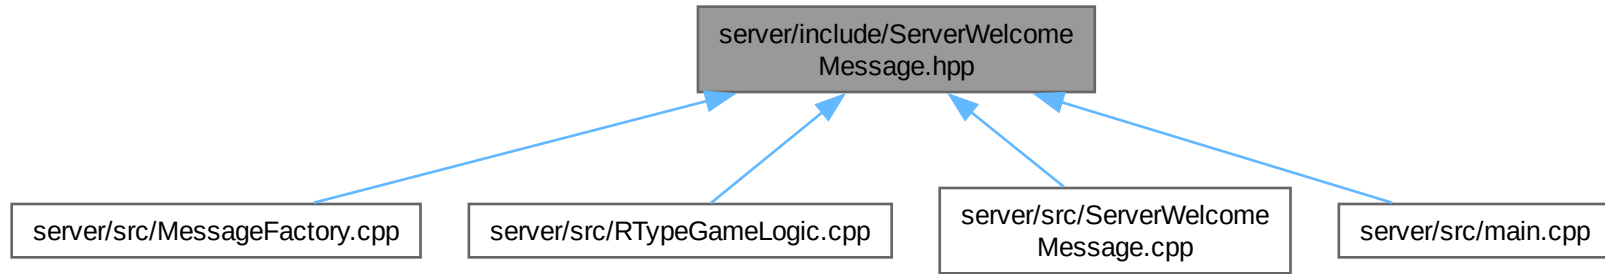 server/include/ServerWelcome
Message.hpp
server/src/MessageFactory.cpp
server/src/RTypeGameLogic.cpp
server/src/ServerWelcome
Message.cpp
server/src/main.cpp